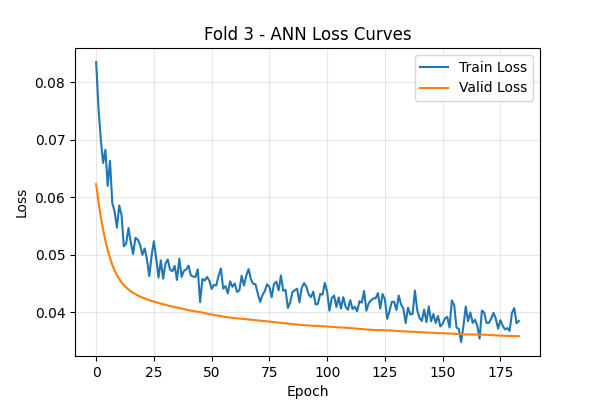 Fold 3 - ANN Loss Curves
Train Loss
Valid Loss
Loss
0.08
0.07
0.06
0.05
0.04
0 25 50 75 100 125 150 175
Epoch